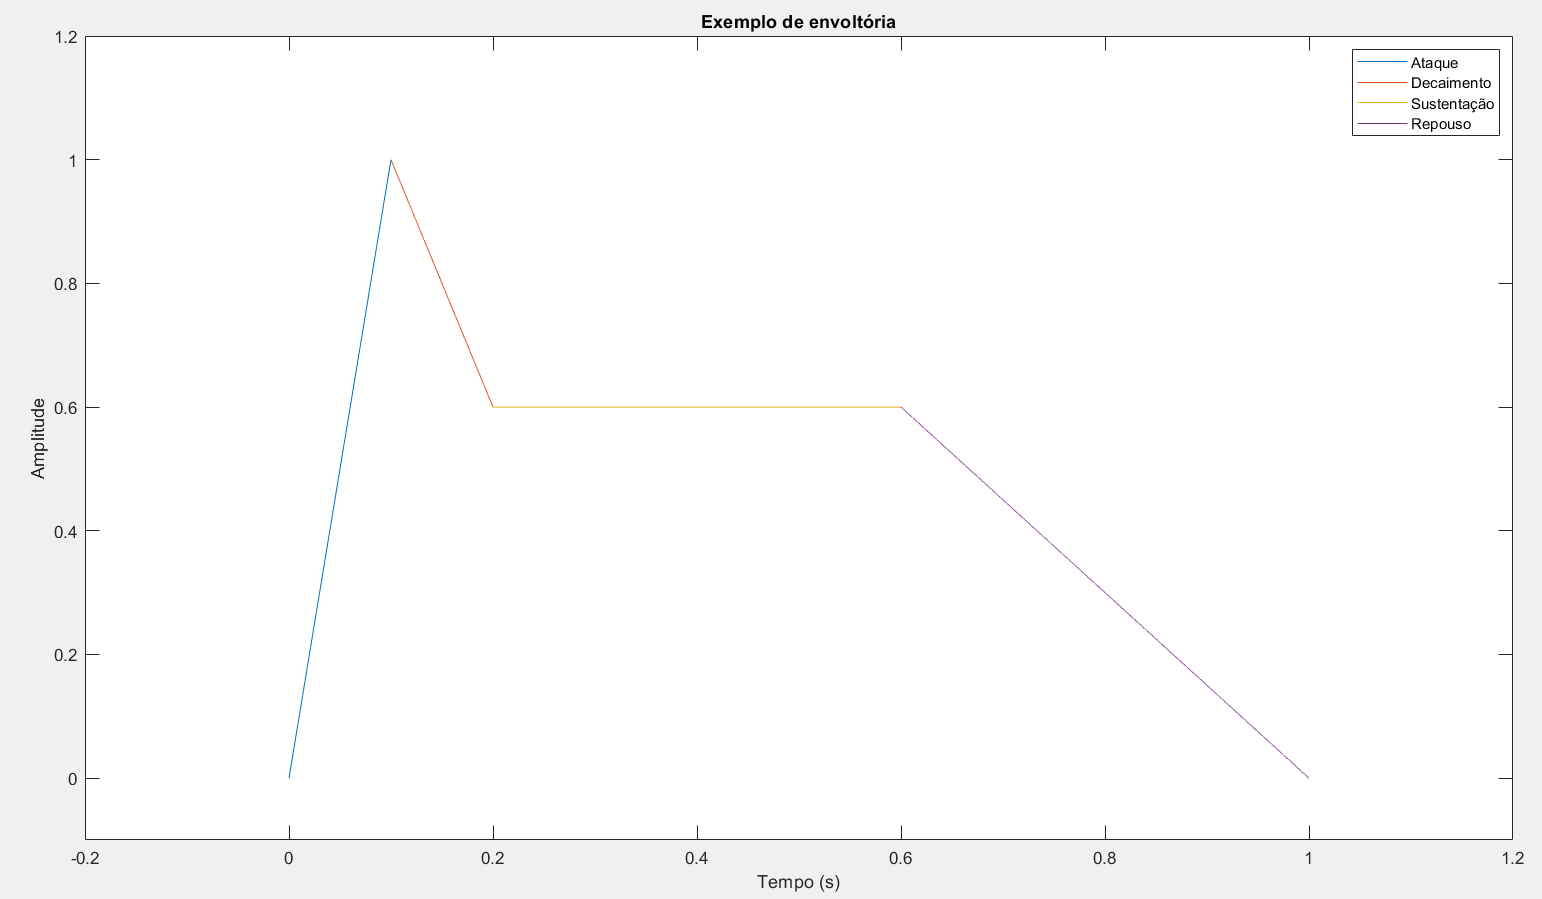 Exemplo de envoltória
1.2
1
0.8
0.6
0.4
0.2
0
Amplitude
Ataque
Decaimento
Sustentação
Repouso
-0.2
0
0.2
0.4
0.6
0.8
1
1.2
Tempo (s)